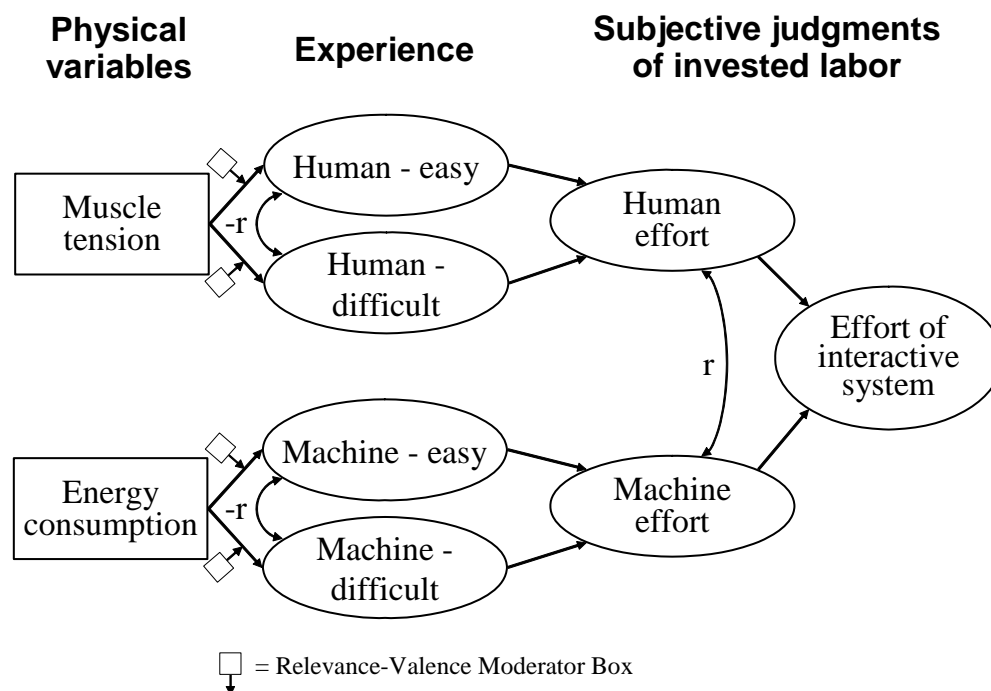 Physical
variables
Experience
Subjective judgments
of invested labor
Muscle
tension
-r
Human - easy
Human -
difficult
Human
effort
r
Effort of
interactive
system
Energy
consumption
-r
Machine - easy
Machine -
difficult
Machine
effort
= Relevance-Valence Moderator Box